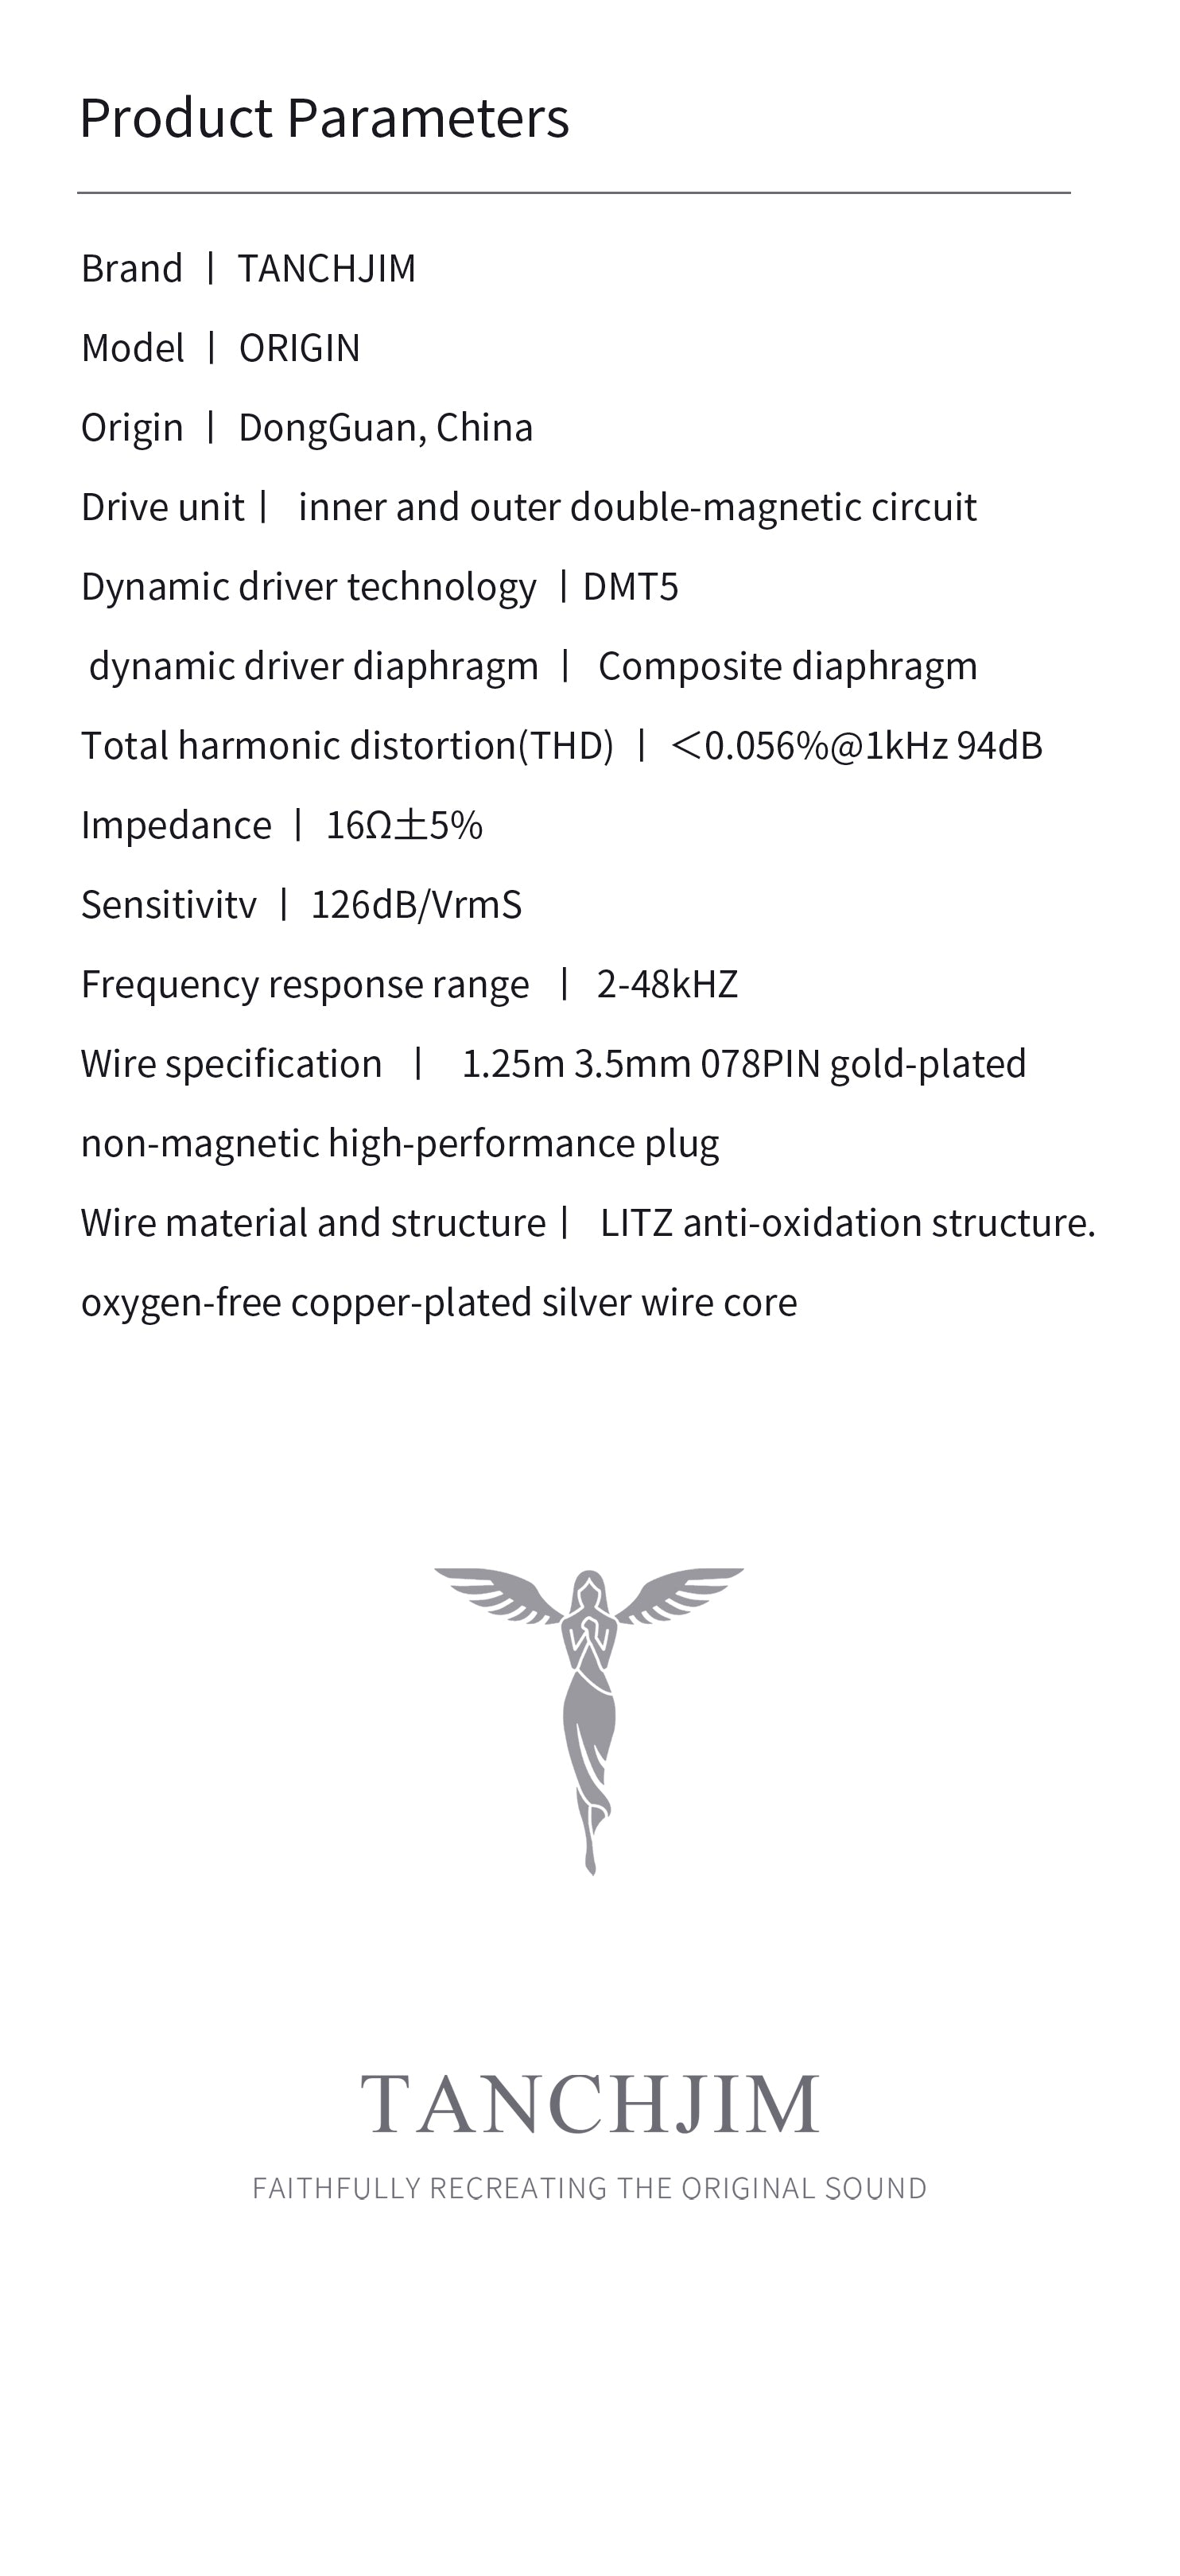 Product Parameters
Brand | TANCHJIM
Model | ORIGIN
Origin | DongGuan, China
Drive unit | inner and outer double-magnetic circuit
Dynamic driver technology | DMT5
dynamic driver diaphragm | Composite diaphragm
Total harmonic distortion(THD) | ＜0.056%@1kHz 94dB
Impedance | 16Ω土5%
Sensitivitv | 126dB/VrmS
Frequency response range | 2-48kHZ
Wire specification | 1.25m 3.5mm 078PIN gold-plated
non-magnetic high-performance plug
Wire material and structure | LITZ anti-oxidation structure.
oxygen-free copper-plated silver wire core
TANCHJIM
FAITHFULLY RECREATING THE ORIGINAL SOUND